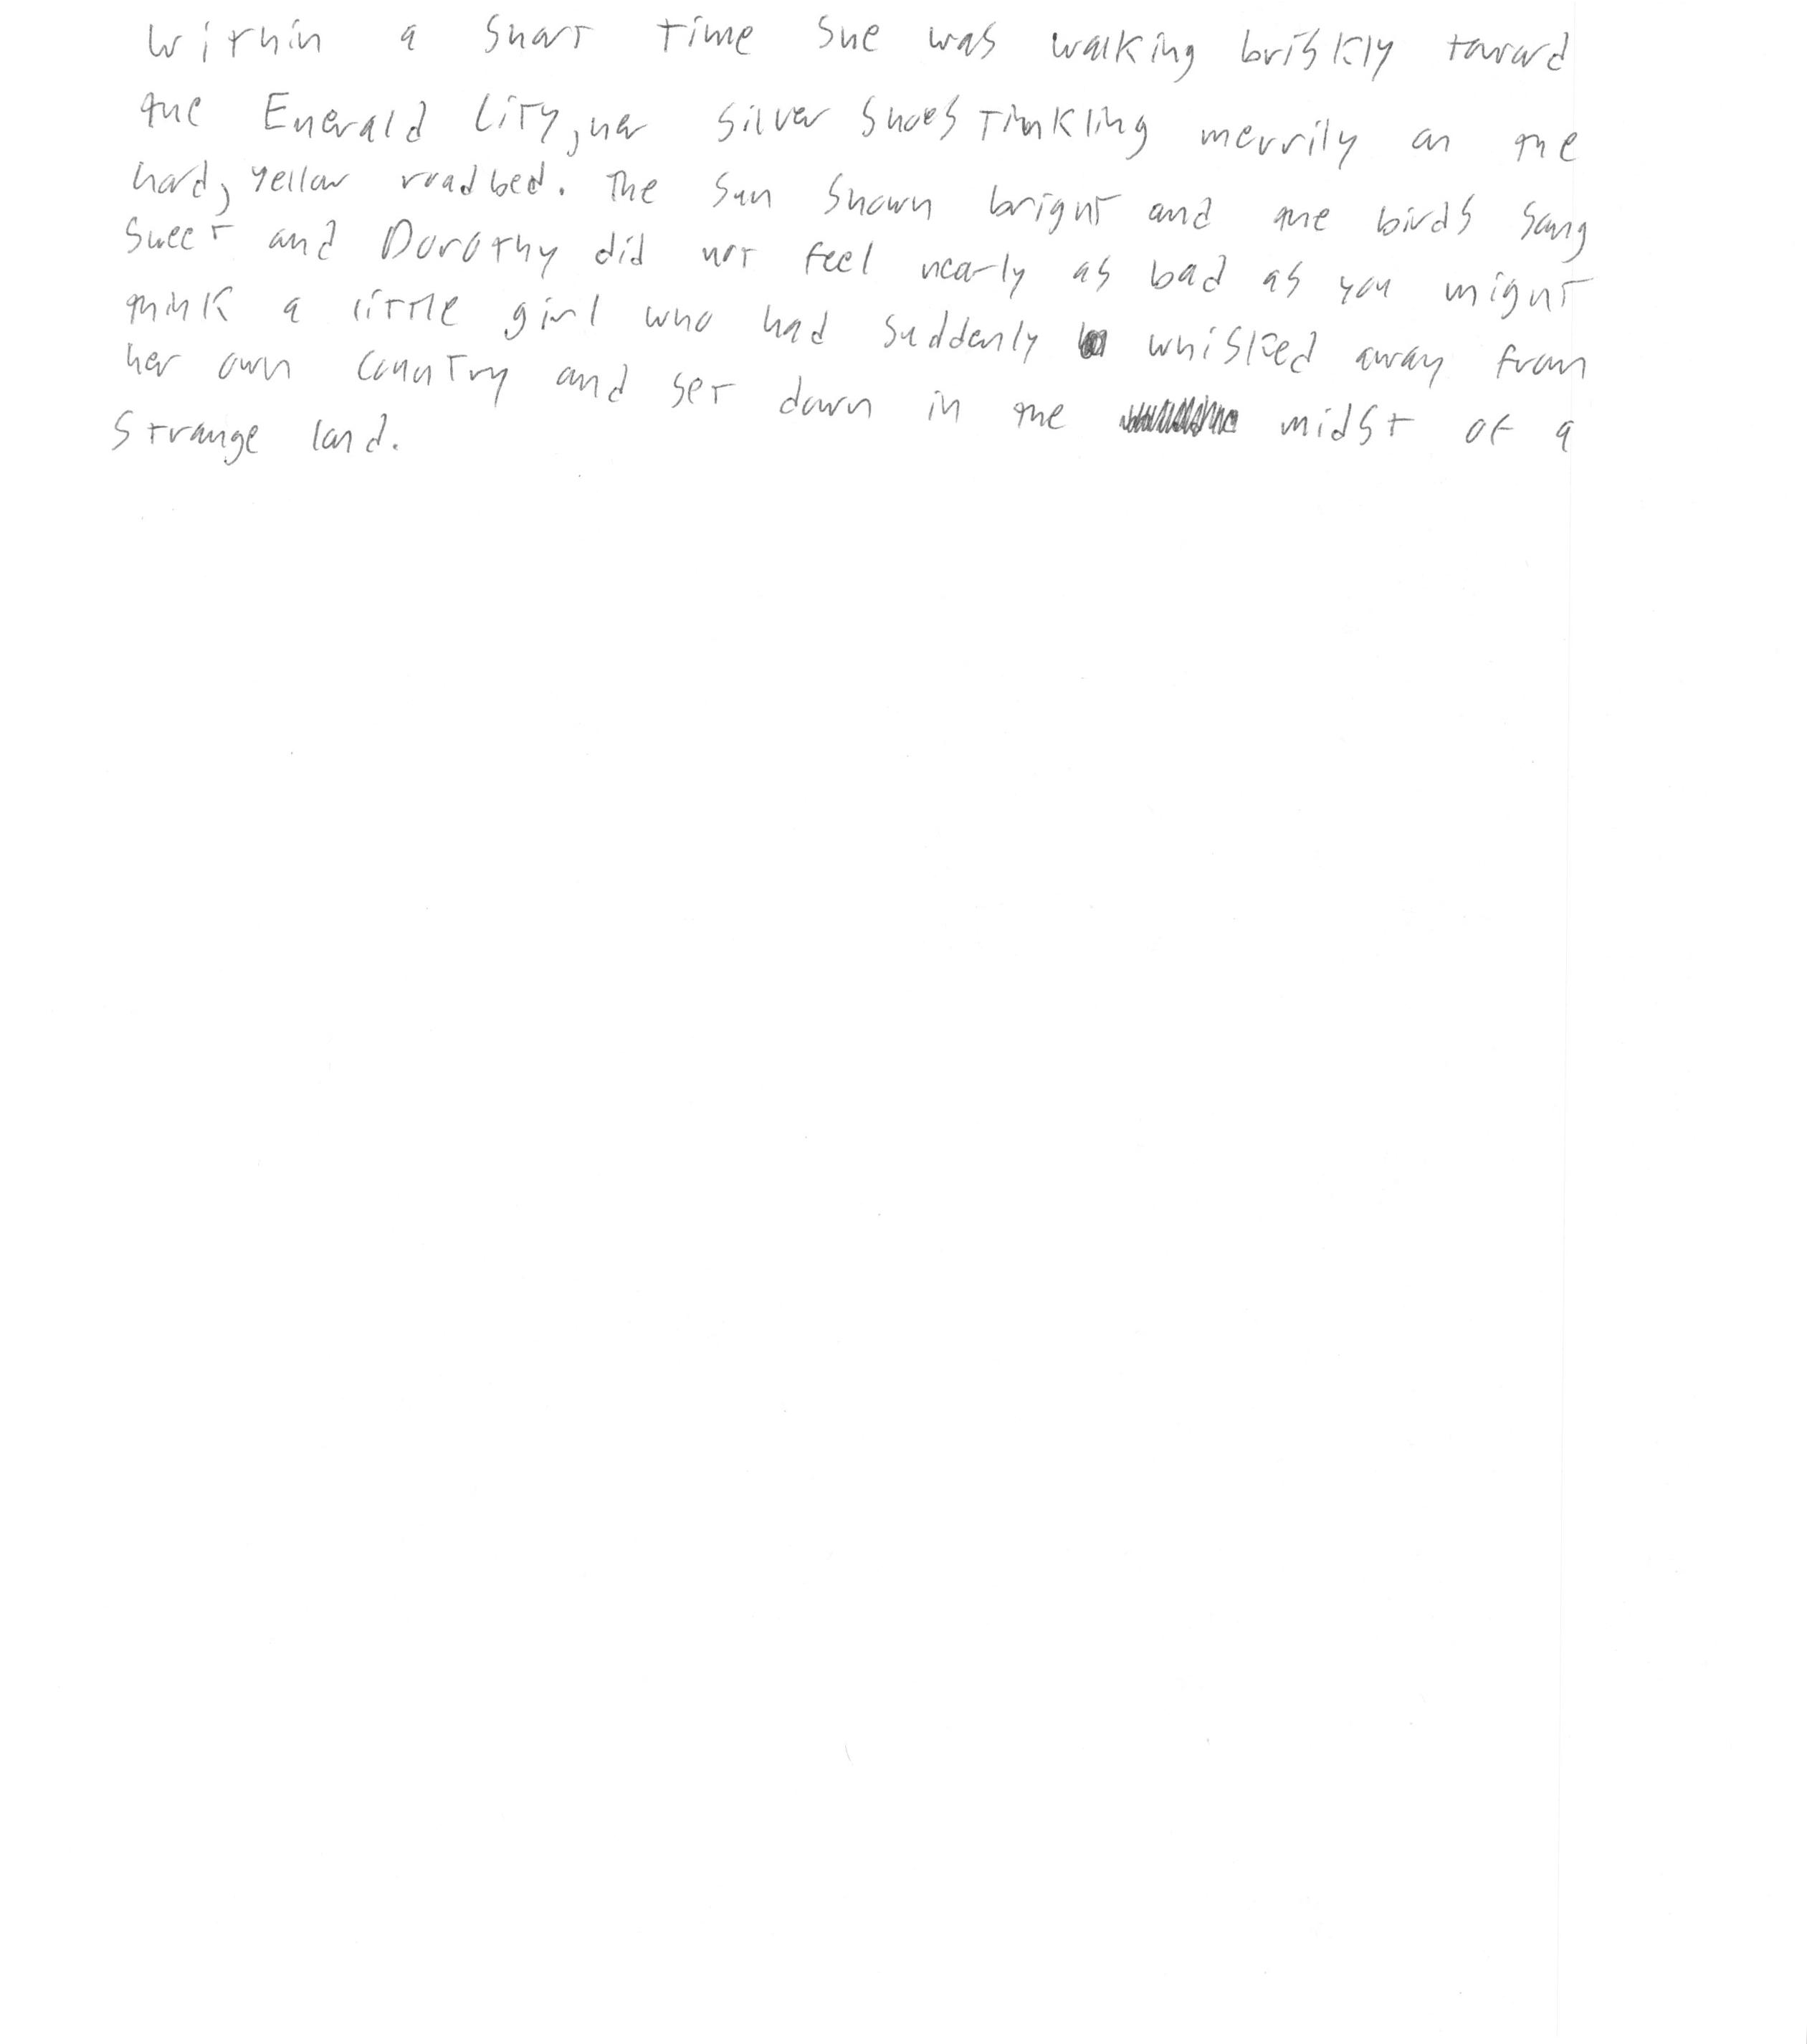 Within a short time she was walking briskly toward
the Emerald City, her silver shoes Tinkling merrily on the
hard, yellow roadbed. The sun shown bright and the birds sang
sweet and Dorothy did not feel nearly as bad as you might
think a little girl who had suddenly whisked away from
her own country and set down in the midst of a
strange land.